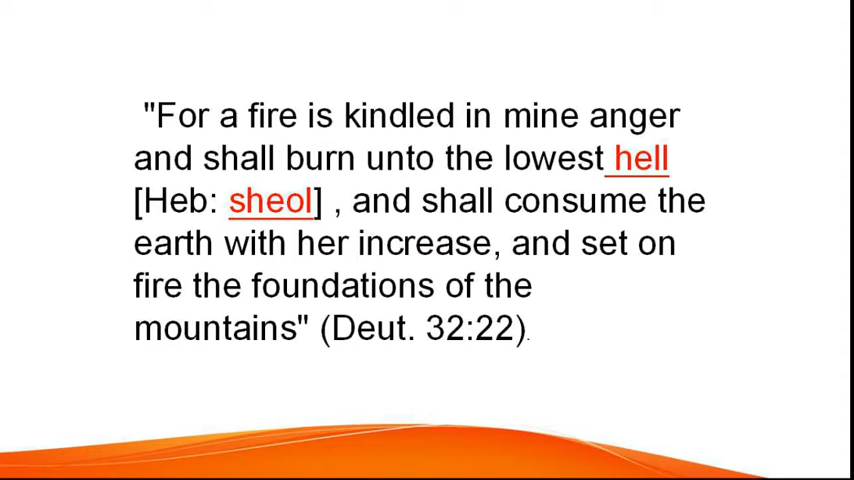 "For a fire is kindled in mine anger
and shall burn unto the lowest hell
[Heb: sheol] , and shall consume the
earth with her increase, and set on
fire the foundations of the
mountains" (Deut. 32:22).